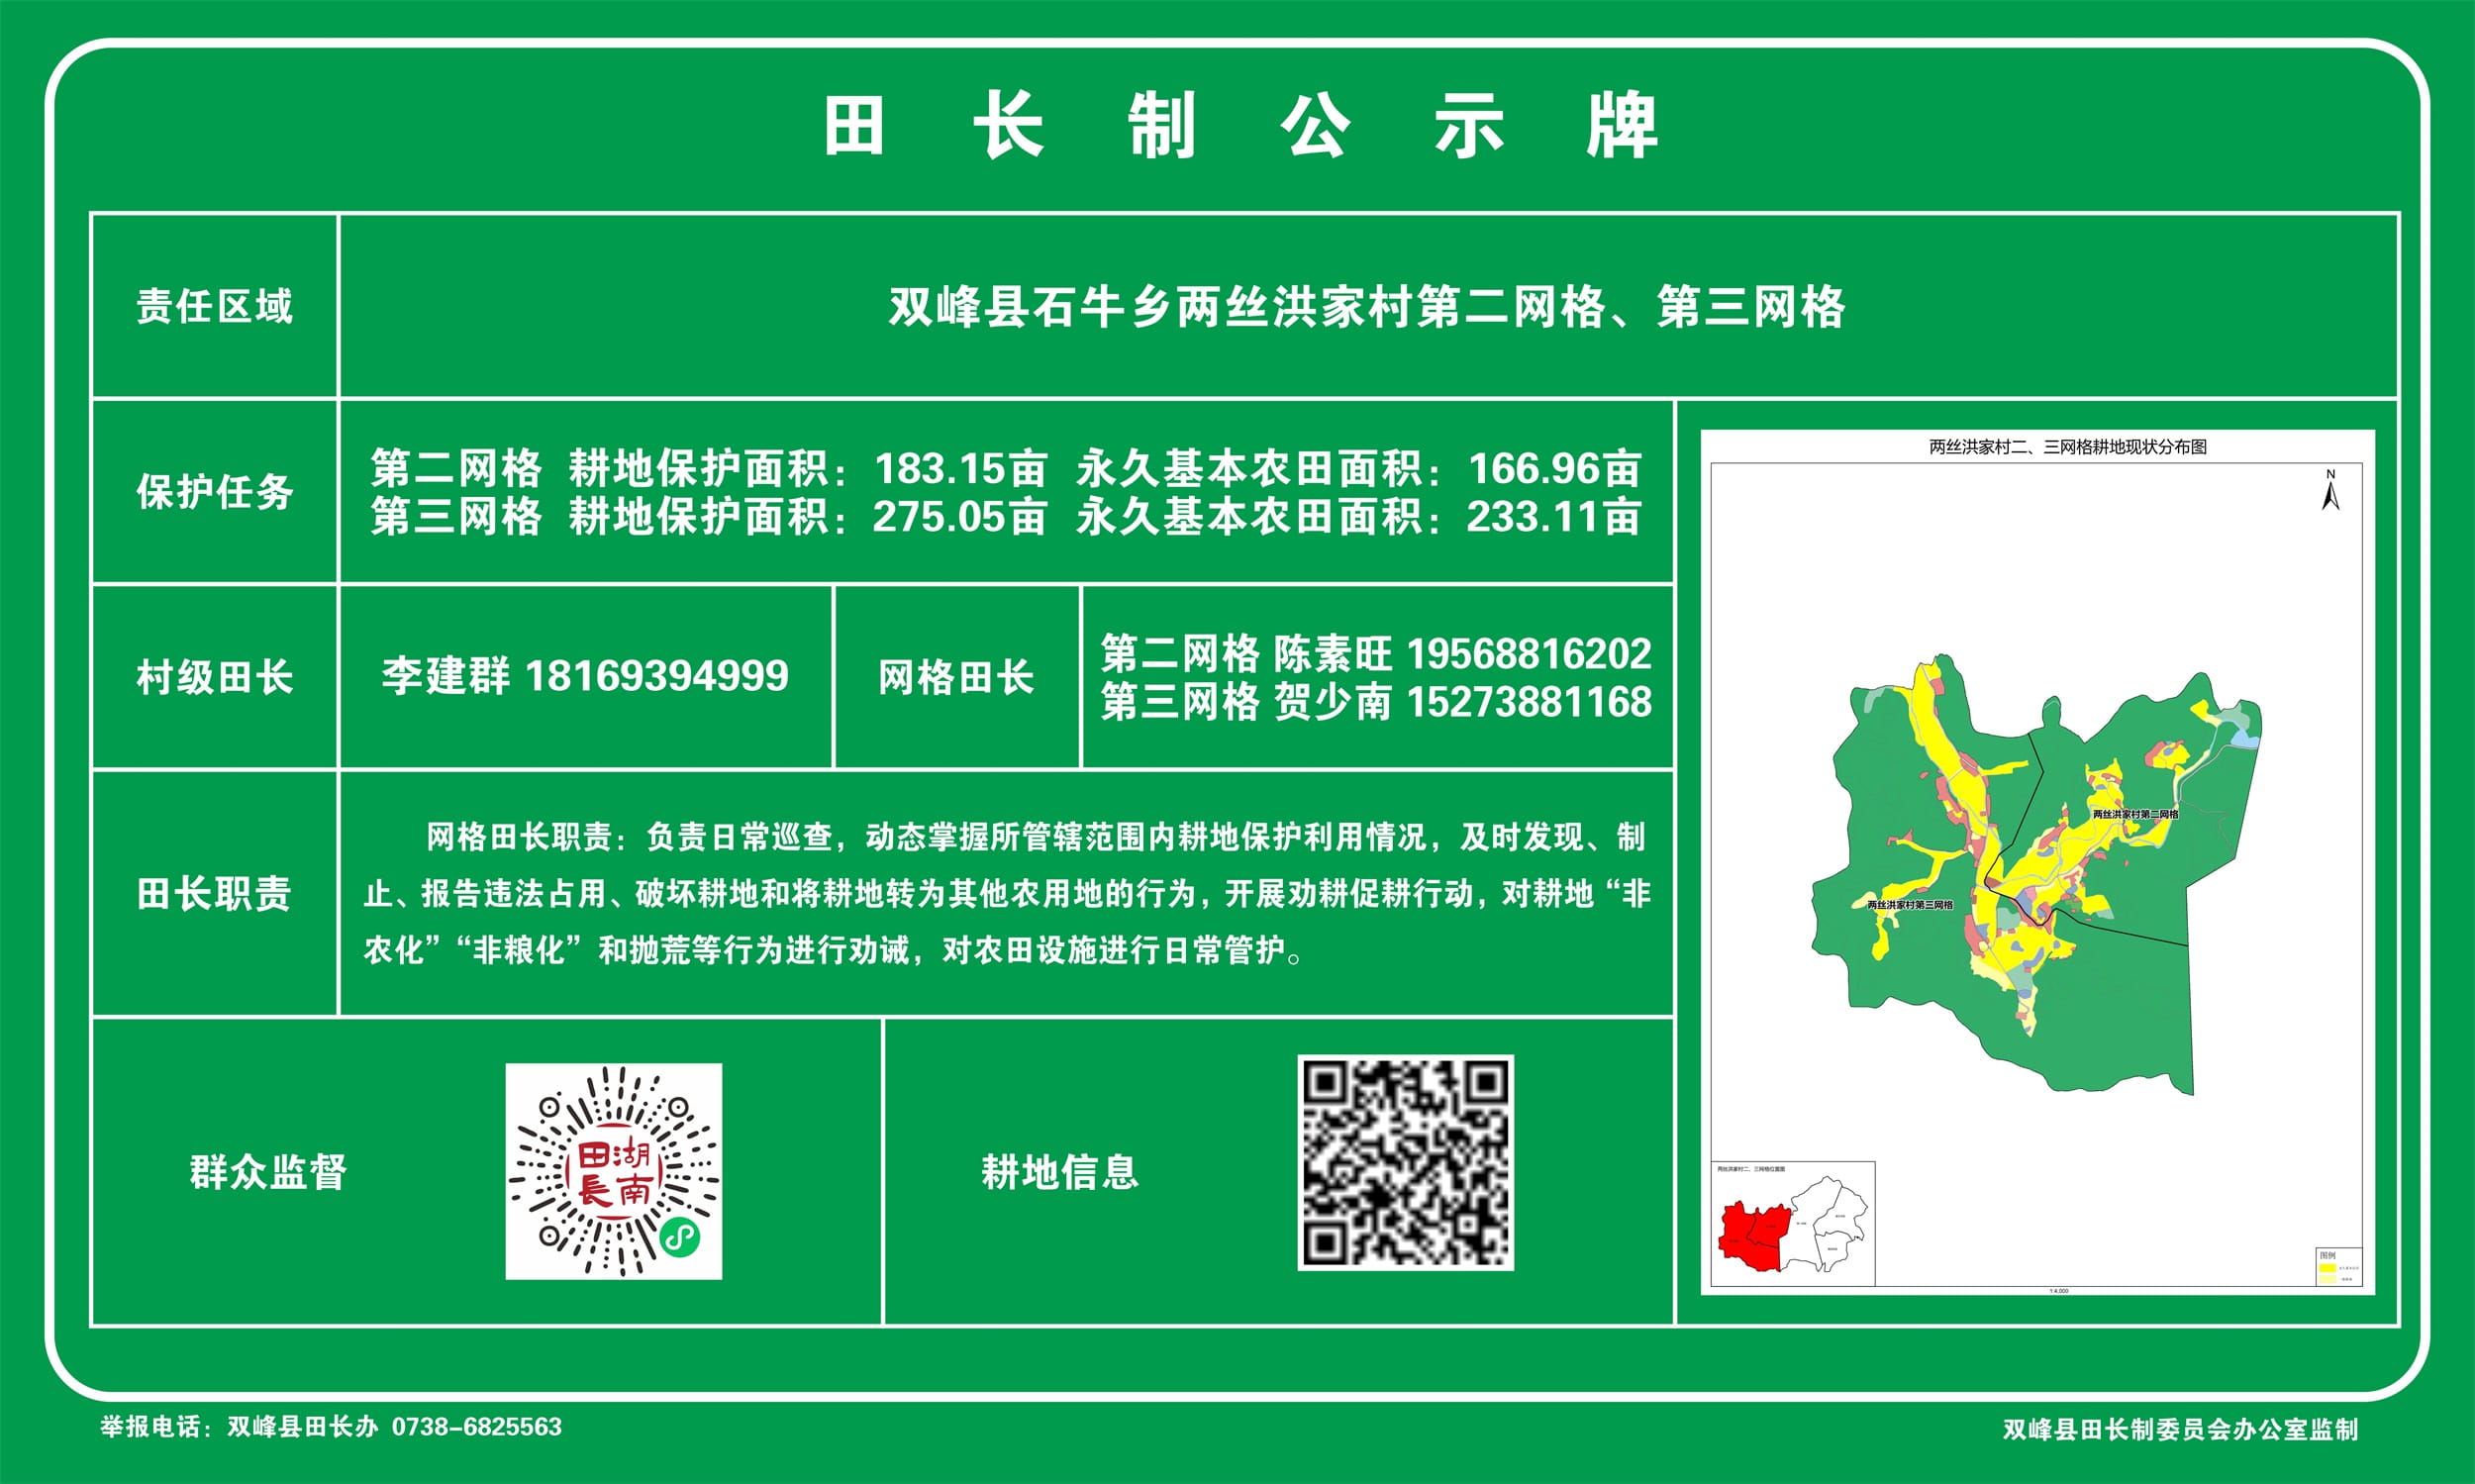 田长制公示牌
责任区域
双峰县石牛乡两丝洪家村第二网格、第三网格
保护任务
第二网格 耕地保护面积：183.15亩 永久基本农田面积：166.96亩
第三网格 耕地保护面积：275.05亩 永久基本农田面积：233.11亩
村级田长
李建群 18169394999
网格田长
第二网格 陈素旺 19568816202
第三网格 贺少南 15273881168
田长职责
网格田长职责：负责日常巡查，动态掌握所管辖范围内耕地保护利用情况，及时发现、制
止、报告违法占用、破坏耕地和将耕地转为其他农用地的行为，开展劝耕促耕行动，对耕地“非
农化”“非粮化”和抛荒等行为进行劝诫，对农田设施进行日常管护。
群众监督
湖南
田長
耕地信息
两丝洪家村二、三网格耕地现状分布图
N
两丝洪家村第二网格
两丝洪家村第三网格
两丝洪家村二、三网格位置图
图例
1:4,000
举报电话：双峰县田长办 0738-6825563
双峰县田长制委员会办公室监制